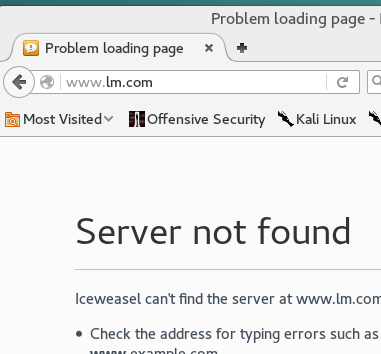 Problem loading page -
Problem loading page × +
www.lm.com
Most Visited Offensive Security Kali Linux
Server not found
Iceweasel can't find the server at www.lm.com
• Check the address for typing errors such as
www.example.com